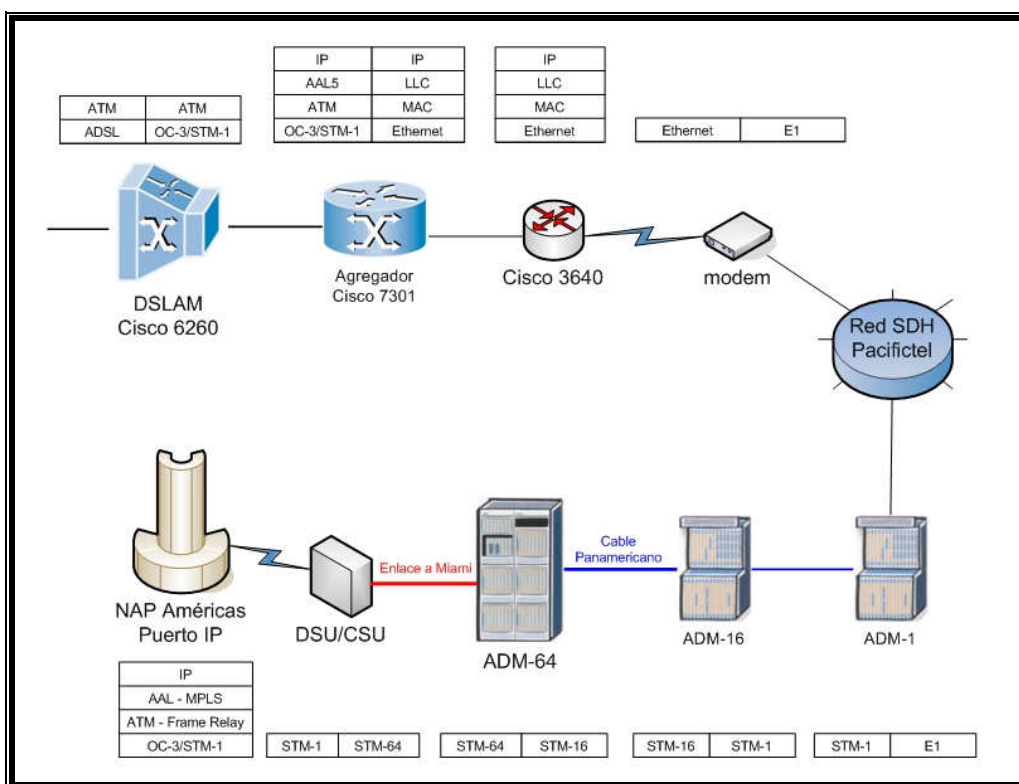 IP IP
AAL5 LLC
ATM MAC
OC-3/STM-1 Ethernet
IP
LLC
MAC
Ethernet
ATM ATM
ADSL OC-3/STM-1
Ethernet E1
DSLAM
Cisco 6260
Agregador
Cisco 7301
Cisco 3640
modem
Red SDH
Pacifictel
NAP Américas
Puerto IP
DSU/CSU
Enlace a Miami
ADM-64
Cable
Panamericano
ADM-16
ADM-1
IP
AAL - MPLS
ATM - Frame Relay
OC-3/STM-1
STM-1 STM-64
STM-64 STM-16
STM-16 STM-1
STM-1 E1